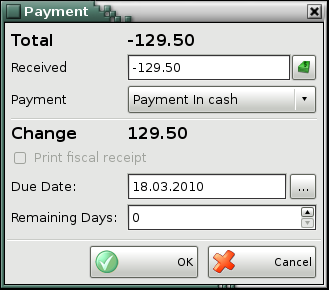 Payment
Total -129.50
Received -129.50
Payment Payment In cash
Change 129.50
Print fiscal receipt
Due Date: 18.03.2010 ...
Remaining Days: 0
OK Cancel